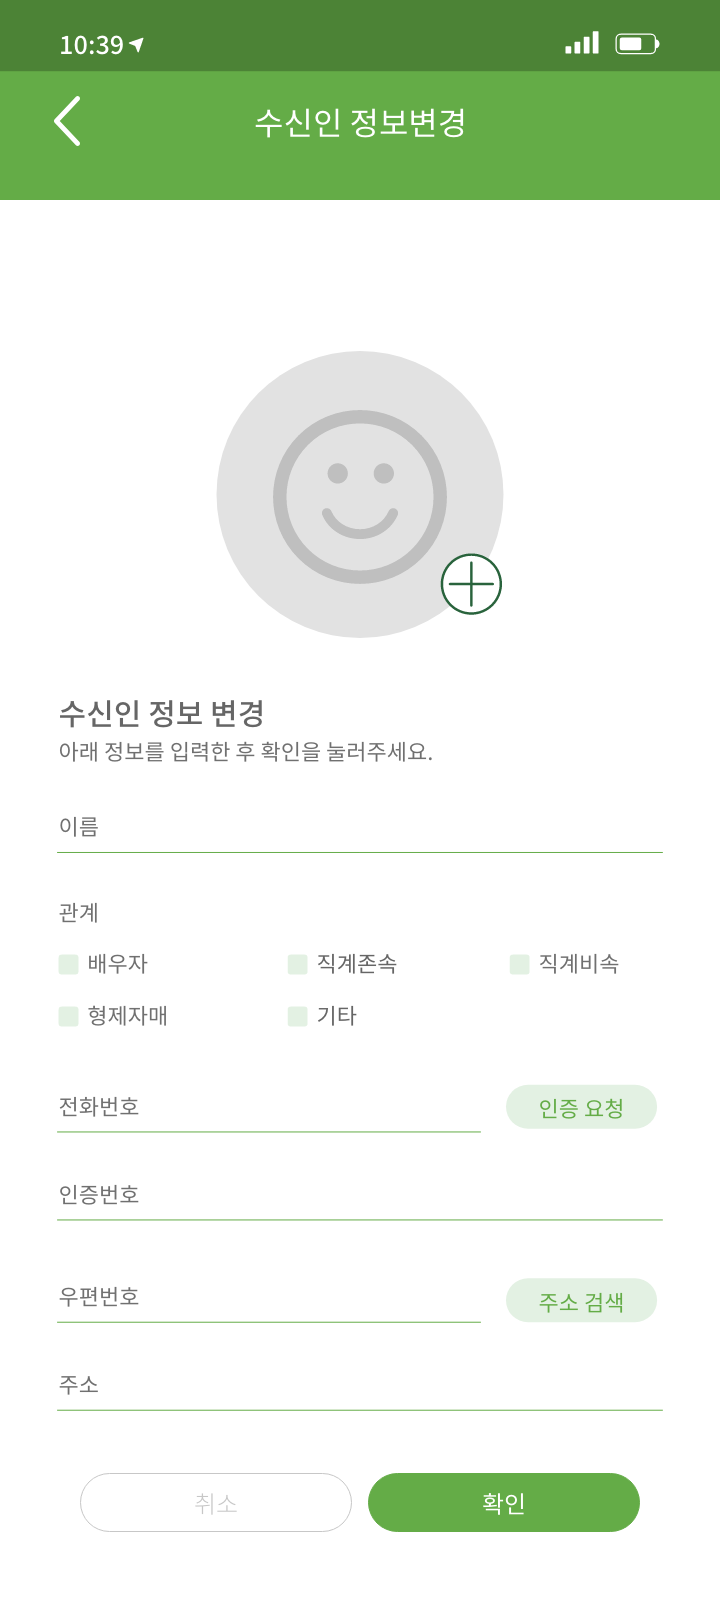 10:39
수신인 정보변경
수신인 정보 변경
아래 정보를 입력한 후 확인을 눌러주세요.
이름
관계
배우자 직계존속 직계비속
형제자매 기타
전화번호 인증 요청
인증번호
우편번호 주소 검색
주소
취소 확인